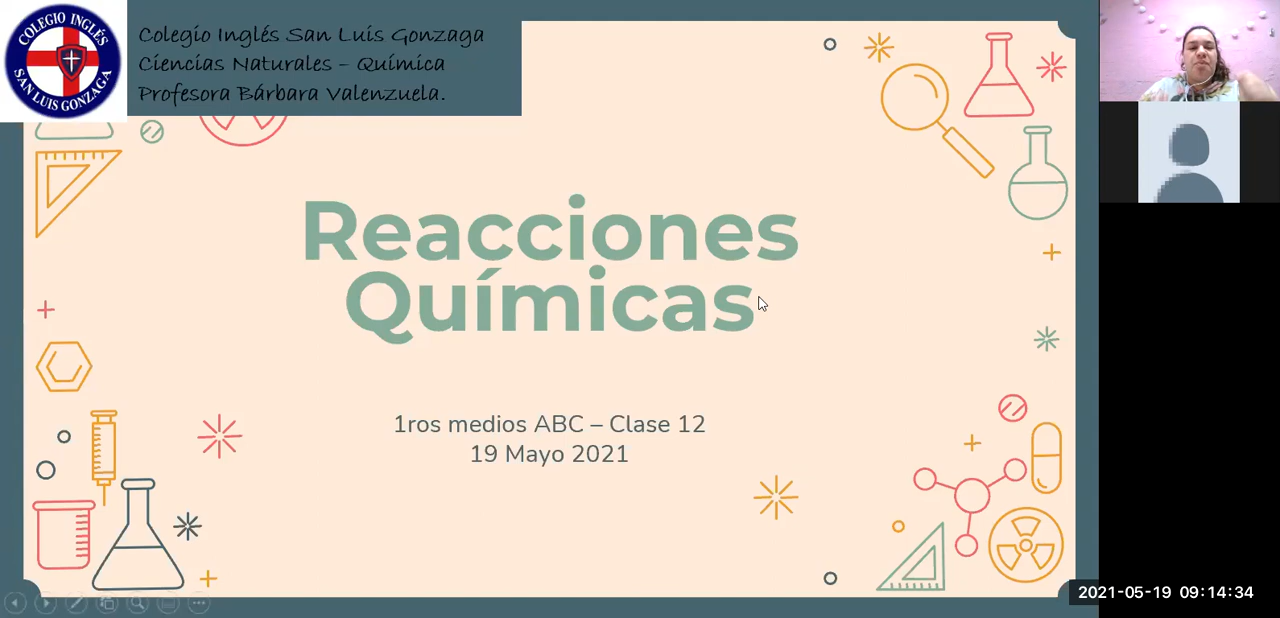 COLEGIO INGLÉS
SAN LUIS GONZAGA
Colegio Inglés San Luis Gonzaga
Ciencias Naturales – Química
Profesora Bárbara Valenzuela.
Reacciones
Químicas
1ros medios ABC – Clase 12
19 Mayo 2021
2021-05-19 09:14:34